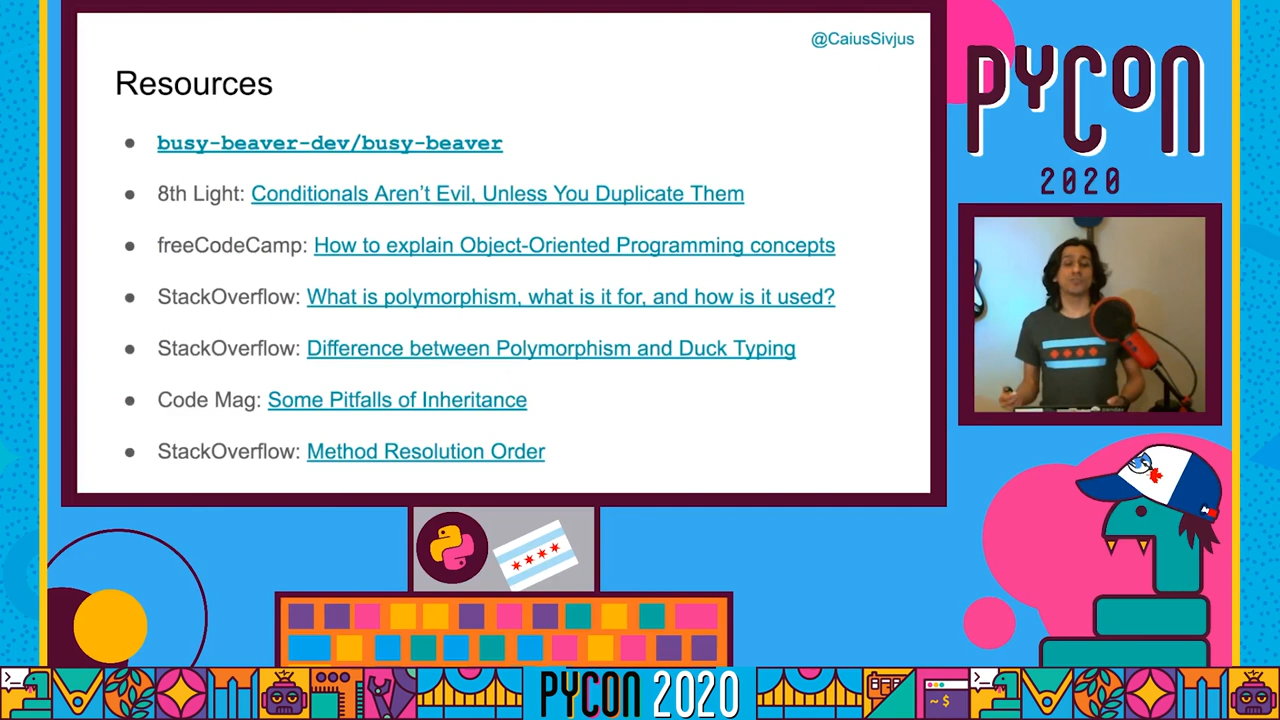 @CaiusSivjus
Resources
● busy-beaver-dev/busy-beaver
● 8th Light: Conditionals Aren't Evil, Unless You Duplicate Them
● freeCodeCamp: How to explain Object-Oriented Programming concepts
● StackOverflow: What is polymorphism, what is it for, and how is it used?
● StackOverflow: Difference between Polymorphism and Duck Typing
● Code Mag: Some Pitfalls of Inheritance
● StackOverflow: Method Resolution Order
PYCON
2020
PYCON 2020
~$